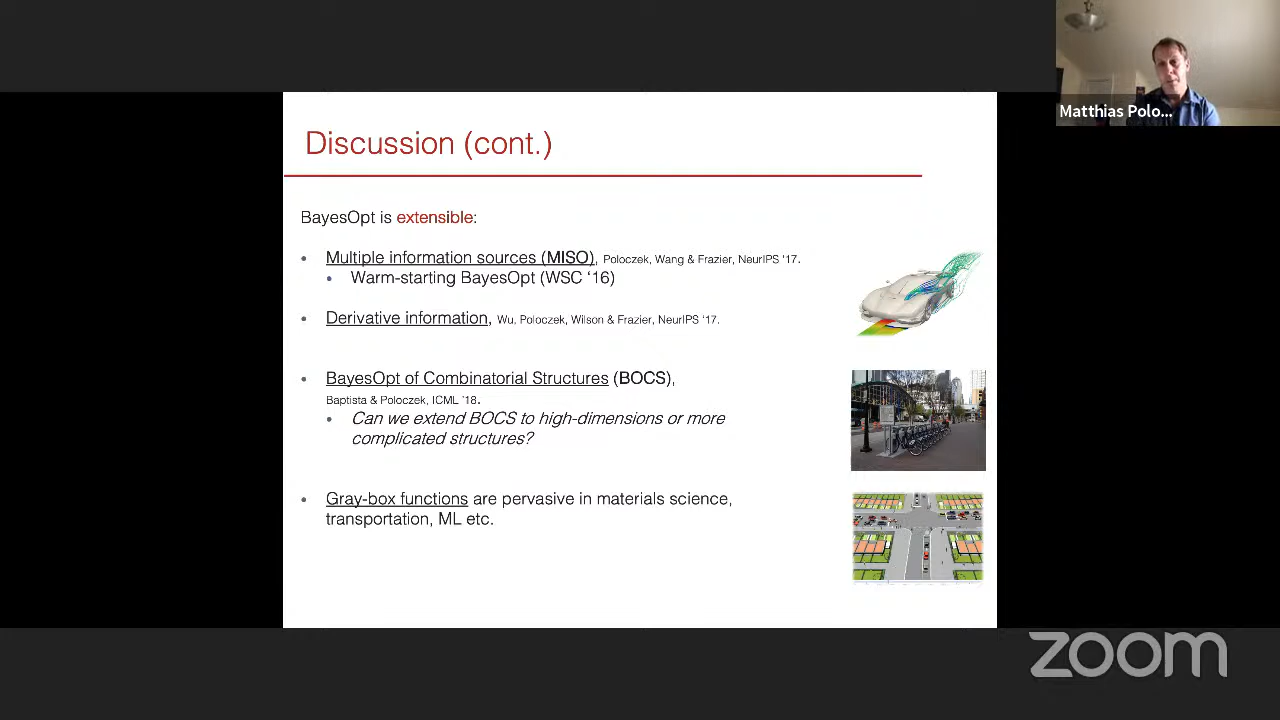 Matthias Polo...
Discussion (cont.)
BayesOpt is extensible:
• Multiple information sources (MISO), Poloczek, Wang & Frazier, NeurIPS ‘17.
• Warm-starting BayesOpt (WSC ‘16)
• Derivative information, Wu, Poloczek, Wilson & Frazier, NeurIPS ’17.
• BayesOpt of Combinatorial Structures (BOCS),
Baptista & Poloczek, ICML ’18.
• Can we extend BOCS to high-dimensions or more
complicated structures?
• Gray-box functions are pervasive in materials science,
transportation, ML etc.
zoom